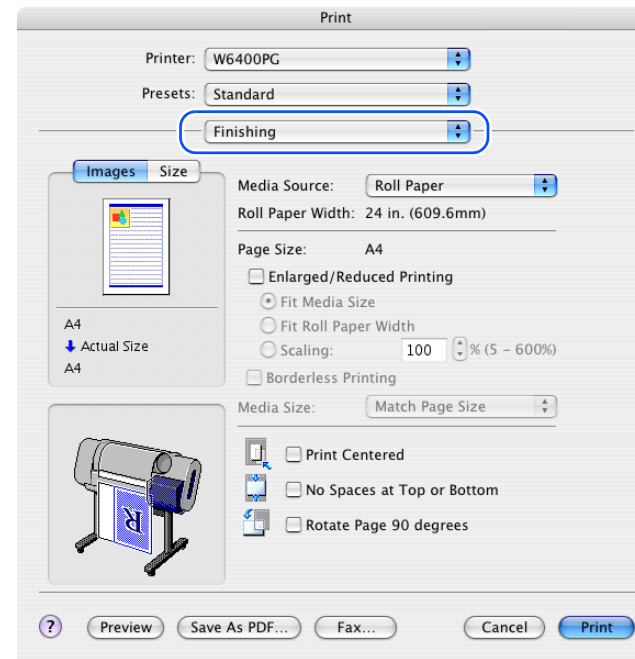 Print
Printer: W6400PG
Presets: Standard
Finishing
Images Size
Media Source: Roll Paper
Roll Paper Width: 24 in. (609.6mm)
Page Size: A4
Enlarged/Reduced Printing
Fit Media Size
Fit Roll Paper Width
Scaling: 100 % (5 - 600%)
Borderless Printing
Media Size: Match Page Size
A4
Actual Size
A4
Print Centered
No Spaces at Top or Bottom
Rotate Page 90 degrees
R
? Preview Save As PDF... Fax... Cancel Print